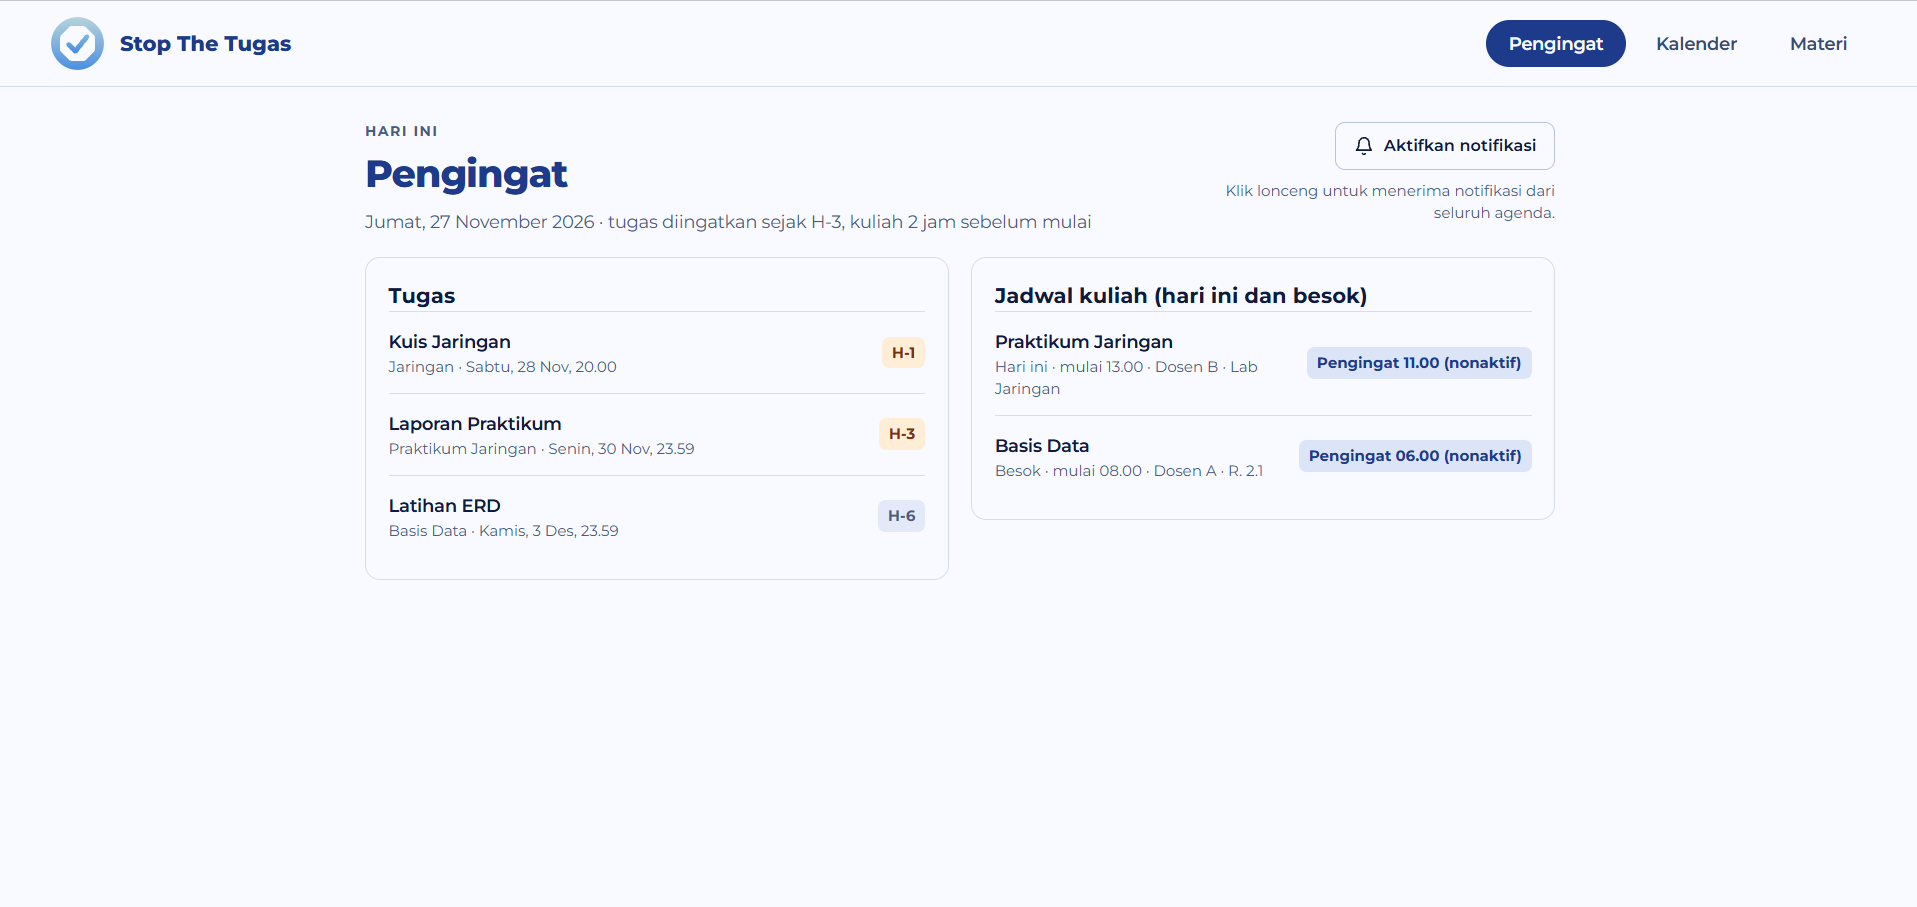 Stop The Tugas
Pengingat
Kalender
Materi
HARI INI
Pengingat
Jumat, 27 November 2026 · tugas diingatkan sejak H-3, kuliah 2 jam sebelum mulai
Aktifkan notifikasi
Klik lonceng untuk menerima notifikasi dari
seluruh agenda.
Tugas
Kuis Jaringan
Jaringan · Sabtu, 28 Nov, 20.00
H-1
Laporan Praktikum
Praktikum Jaringan · Senin, 30 Nov, 23.59
H-3
Latihan ERD
Basis Data · Kamis, 3 Des, 23.59
H-6
Jadwal kuliah (hari ini dan besok)
Praktikum Jaringan
Hari ini · mulai 13.00 · Dosen B · Lab
Jaringan
Pengingat 11.00 (nonaktif)
Basis Data
Besok · mulai 08.00 · Dosen A · R. 2.1
Pengingat 06.00 (nonaktif)